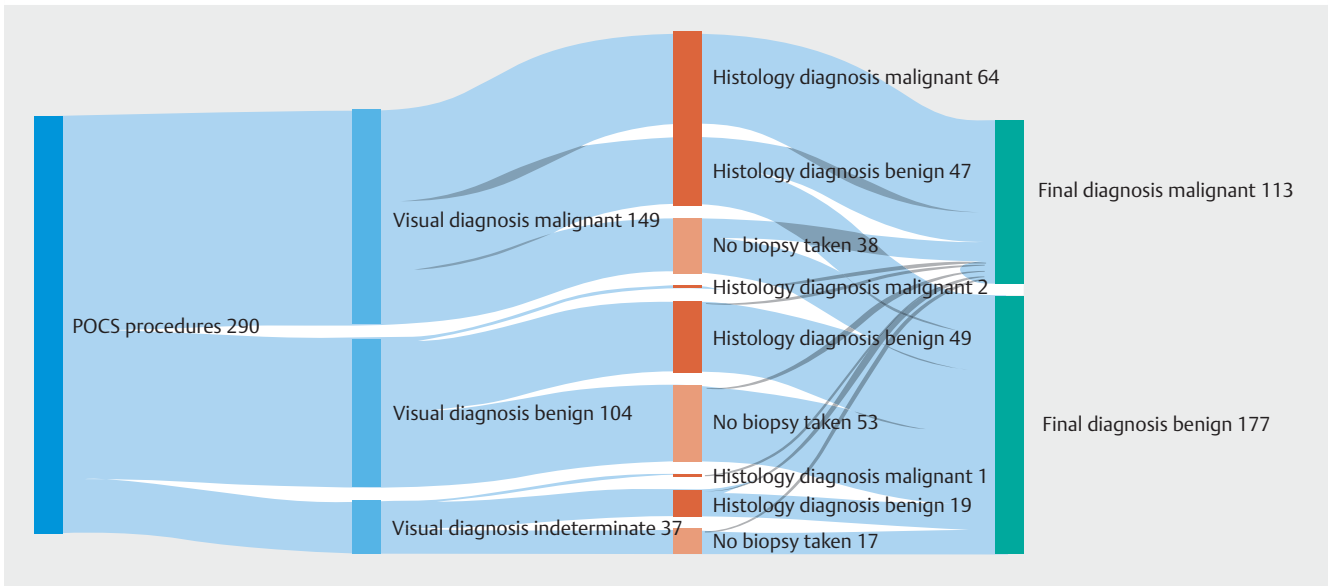 POCS procedures 290
Visual diagnosis malignant 149
Visual diagnosis benign 104
Visual diagnosis indeterminate 37
Histology diagnosis malignant 64
Histology diagnosis benign 47
No biopsy taken 38
Histology diagnosis malignant 2
Histology diagnosis benign 49
No biopsy taken 53
Histology diagnosis malignant 1
Histology diagnosis benign 19
No biopsy taken 17
Final diagnosis malignant 113
Final diagnosis benign 177